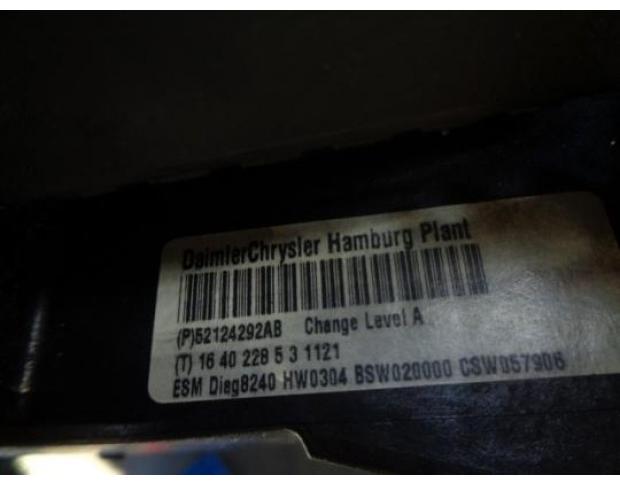 DaimlerChrysler Hamburg Plant
(P)52124292AB Change Level A
(T) 16 40 228 5 3 1121
ESM Diag8240 HW0304 BSW020000 CSW057906